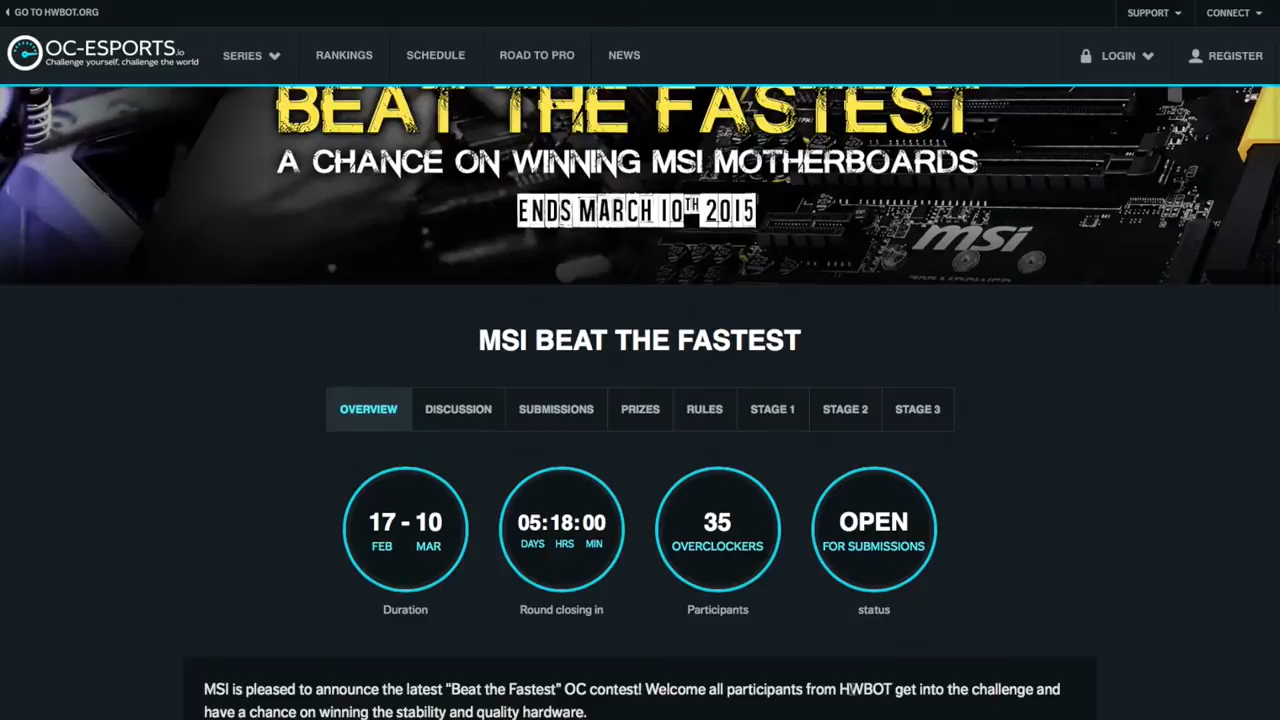 GO TO HWBOT.ORG
SUPPORT
CONNECT
OC-ESPORTS.io
Challenge yourself, challenge the world
SERIES
RANKINGS
SCHEDULE
ROAD TO PRO
NEWS
LOGIN
REGISTER
BEAT THE FASTEST
A CHANCE ON WINNING MSI MOTHERBOARDS
ENDS MARCH 10TH 2015
msi
MSI BEAT THE FASTEST
OVERVIEW
DISCUSSION
SUBMISSIONS
PRIZES
RULES
STAGE 1
STAGE 2
STAGE 3
17 - 10
FEB MAR
Duration
05:18:00
DAYS HRS MIN
Round closing in
35
OVERCLOCKERS
Participants
OPEN
FOR SUBMISSIONS
status
MSI is pleased to announce the latest “Beat the Fastest” OC contest! Welcome all participants from HWBOT get into the challenge and
have a chance on winning the stability and quality hardware.